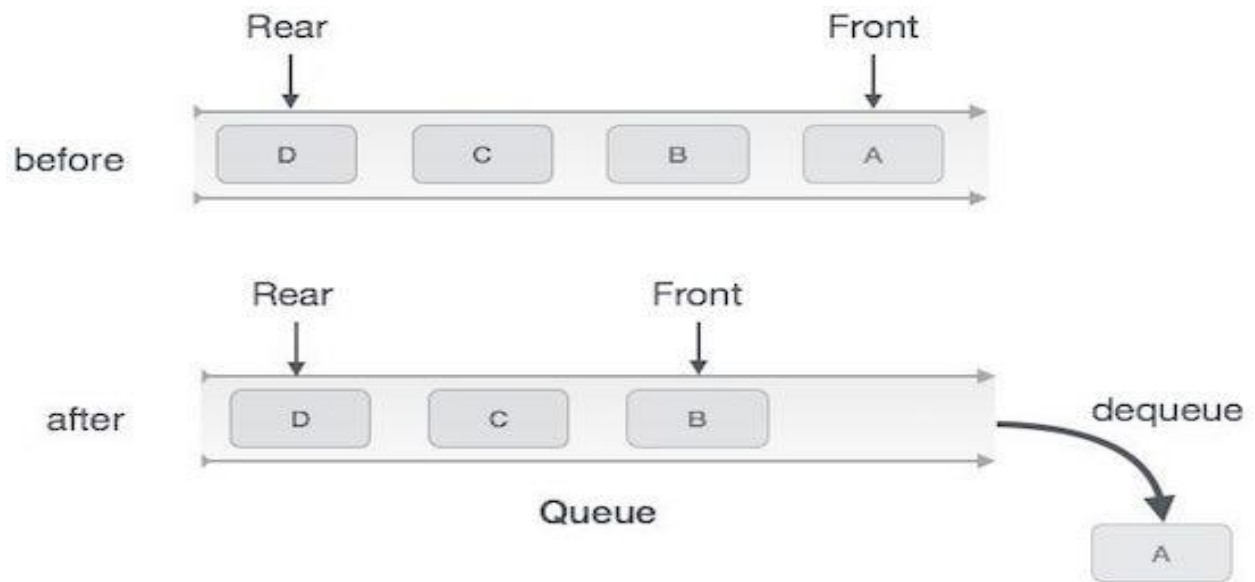 Rear Front
before D C B A
Rear Front
after D C B
dequeue
Queue
A